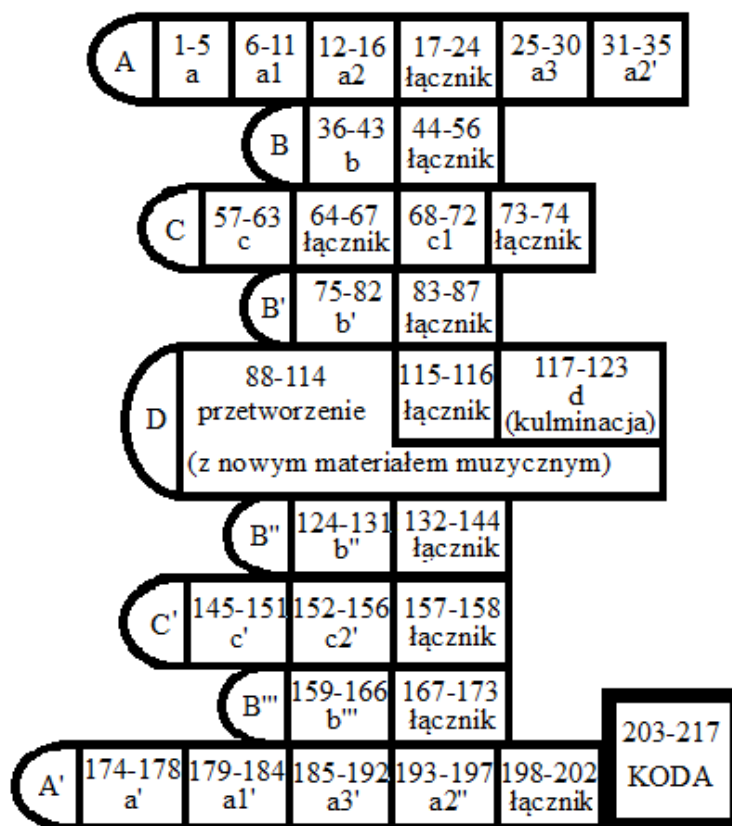 A 1-5 6-11 12-16 17-24 25-30 31-35
a a1 a2 łącznik a3 a2'
B 36-43 44-56
b łącznik
C 57-63 64-67 68-72 73-74
c łącznik c1 łącznik
B' 75-82 83-87
b' łącznik
D 88-114 115-116 117-123
przetworzenie łącznik d
(kulminacja)
(z nowym materiałem muzycznym)
B'' 124-131 132-144
b'' łącznik
C' 145-151 152-156 157-158
c' c2' łącznik
B''' 159-166 167-173
b''' łącznik
A' 174-178 179-184 185-192 193-197 198-202
a' a1' a3' a2'' łącznik
203-217
KODA